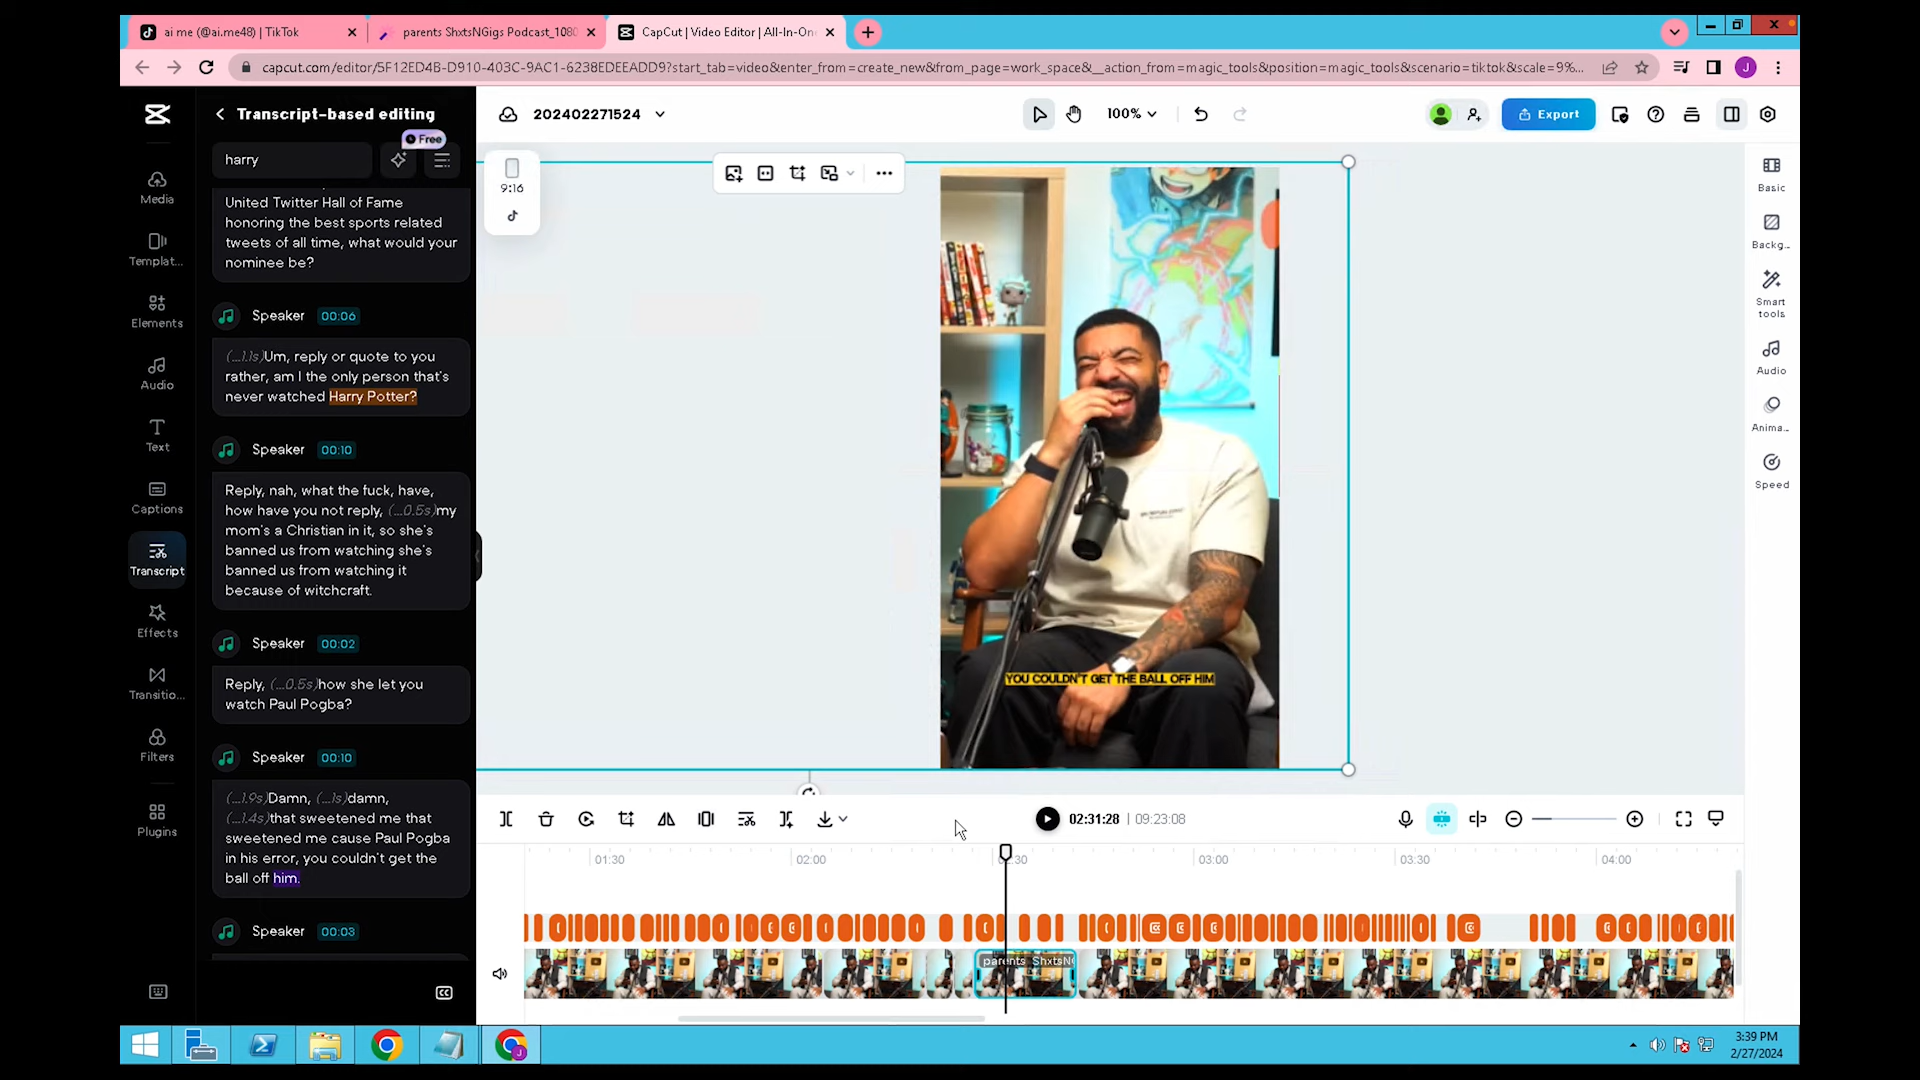 ai me (@ai.me48) | TikTok
parents ShxtsNGigs Podcast_1080
CapCut | Video Editor | All-In-On
capcut.com/editor/5F12ED4B-D910-403C-9AC1-6238EDEEADD9?start_tab=video&enter_from=create_new&from_page=work_space&__action_from=magic_tools&position=magic_tools&scenario=tiktok&scale=9%...
J
Transcript-based editing
202402271524
100%
Export
Free
harry
9:16
Media
Templat...
Elements
Audio
Text
Captions
Transcript
Effects
Transitio...
Filters
Plugins
United Twitter Hall of Fame
honoring the best sports related
tweets of all time, what would your
nominee be?
Speaker 00:06
(...1.1s)Um, reply or quote to you
rather, am I the only person that's
never watched Harry Potter?
Speaker 00:10
Reply, nah, what the fuck, have,
how have you not reply, (...0.5s)my
mom's a Christian in it, so she's
banned us from watching she's
banned us from watching it
because of witchcraft.
Speaker 00:02
Reply, (...0.5s)how she let you
watch Paul Pogba?
Speaker 00:10
(...1.9s)Damn, (...1s)damn,
(...1.4s)that sweetened me that
sweetened me cause Paul Pogba
in his error, you couldn't get the
ball off him.
Speaker 00:03
YOU COULDN'T GET THE BALL OFF HIM
Basic
Backg...
Smart
tools
Audio
Anima...
Speed
02:31:28 | 09:23:08
01:30
02:00
03:00
03:30
04:00
parents ShxtsN
3:39 PM
2/27/2024